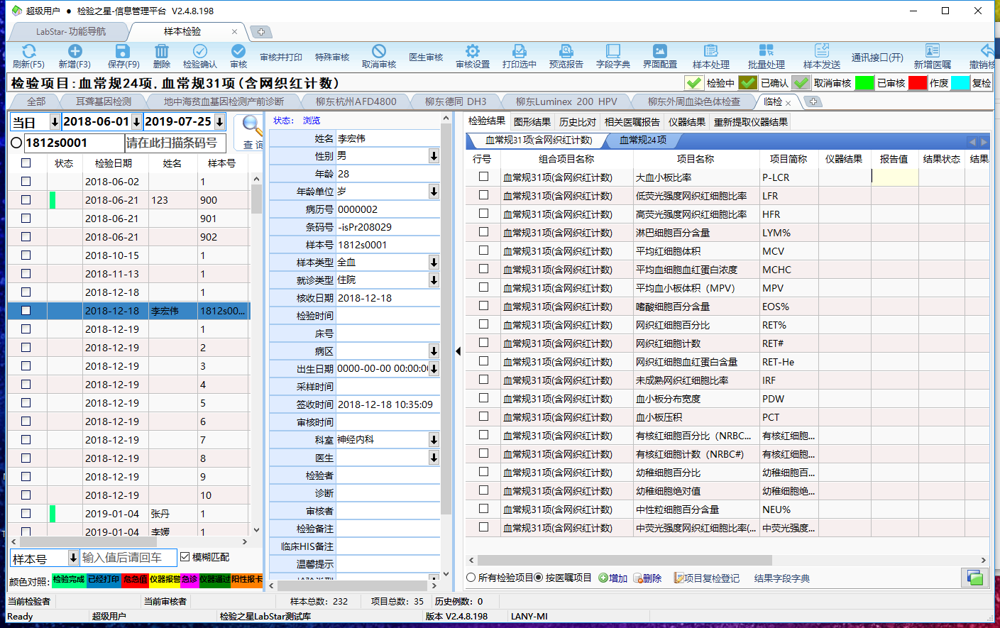 超级用户 ● 检验之星-信息管理平台 V2.4.8.198
LabStar-功能导航 样本检验
刷新(F5) 新增(F3) 保存(F9) 删除 检验确认 审核 审核并打印 特殊审核 取消审核 医生审核 审核设置 打印选中 预览报告 字段字典 界面配置 样本处理 批量处理 样本发送 通讯接口(开) 新增医嘱 撤销核
检验项目:血常规24项.血常规31项(含网织红计数) 检验中 已确认 取消审核 已审核 作废 复检
全部 耳聋基因检测 地中海贫血基因检测产前诊断 柳东杭州AFD4800 柳东德同 DH3 柳东Luminex 200 HPV 柳东外周血染色体检查 临检
当日 2018-06-01 2019-07-25 查 询
1812s0001 请在此扫描条码号
状态 检验日期 姓名 样本号
2018-06-02 1
2018-06-21 123 900
2018-06-21 901
2018-06-21 902
2018-10-15 1
2018-11-13 1
2018-12-18 1
2018-12-18 李宏伟 1812s00...
2018-12-19 1
2018-12-19 2
2018-12-19 3
2018-12-19 4
2018-12-19 5
2018-12-19 6
2018-12-19 7
2018-12-19 8
2018-12-19 9
2018-12-19 10
2019-01-04 张丹 1
2019-01-04 李媛 1
样本号 输入值后请回车 模糊匹配
颜色对照: 检验完成 已经打印 危急值 仪器报警 急诊 仪器通过 阳性报卡
状态: 浏览
姓名 李宏伟
性别 男
年龄 28
年龄单位 岁
病历号 0000002
条码号 -isPr208029
样本号 1812s0001
样本类型 全血
就诊类型 住院
核收日期 2018-12-18
检验时间
床号
病区
出生日期 0000-00-00 00:00:0
采样时间
签收时间 2018-12-18 10:35:09
审核时间
科室 神经内科
医生
检验者
诊断
审核者
检验备注
临床HIS备注
温馨提示
检验类型
检验结果 图形结果 历史比对 相关医嘱报告 仪器结果 重新提取仪器结果
血常规31项(含网织红计数) 血常规24项
行号 组合项目名称 项目名称 项目简称 仪器结果 报告值 结果状态 结果
血常规31项(含网织红计数) 大血小板比率 P-LCR
血常规31项(含网织红计数) 低荧光强度网织红细胞比率 LFR
血常规31项(含网织红计数) 高荧光强度网织红细胞比率 HFR
血常规31项(含网织红计数) 淋巴细胞百分含量 LYM%
血常规31项(含网织红计数) 平均红细胞体积 MCV
血常规31项(含网织红计数) 平均血细胞血红蛋白浓度 MCHC
血常规31项(含网织红计数) 平均血小板体积（MPV） MPV
血常规31项(含网织红计数) 嗜酸细胞百分含量 EOS%
血常规31项(含网织红计数) 网织红细胞百分比 RET%
血常规31项(含网织红计数) 网织红细胞计数 RET#
血常规31项(含网织红计数) 网织红细胞血红蛋白含量 RET-He
血常规31项(含网织红计数) 未成熟网织红细胞比率 IRF
血常规31项(含网织红计数) 血小板分布宽度 PDW
血常规31项(含网织红计数) 血小板压积 PCT
血常规31项(含网织红计数) 有核红细胞百分比（NRBC... 有核红细胞...
血常规31项(含网织红计数) 有核红细胞计数（NRBC#） 有核红细胞...
血常规31项(含网织红计数) 幼稚细胞百分比 幼稚细胞百...
血常规31项(含网织红计数) 幼稚细胞绝对值 幼稚细胞绝...
血常规31项(含网织红计数) 中性粒细胞百分含量 NEU%
血常规31项(含网织红计数) 中荧光强度网织红细胞比率(... 中荧光强度...
所有检验项目 按医嘱项目 增加 删除 项目复检登记 结果字段字典
当前检验者 当前审核者 样本总数: 232 项目总数: 35 历史例数: 0
Ready 超级用户 检验之星LabStar测试库 版本 V2.4.8.198 LANY-MI